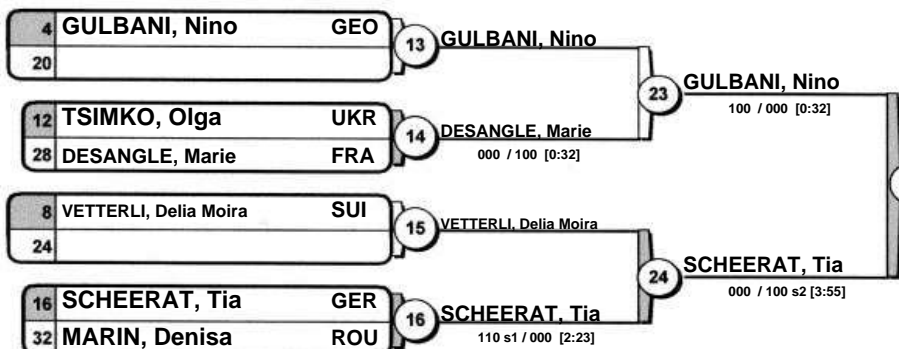 4 GULBANI, Nino GEO
20
13 GULBANI, Nino
12 TSIMKO, Olga UKR
28 DESANGLE, Marie FRA
14 DESANGLE, Marie
000 / 100 [0:32]
23 GULBANI, Nino
100 / 000 [0:32]
8 VETTERLI, Delia Moira SUI
24
15 VETTERLI, Delia Moira
16 SCHEERAT, Tia GER
32 MARIN, Denisa ROU
16 SCHEERAT, Tia
110 s1 / 000 [2:23]
24 SCHEERAT, Tia
000 / 100 s2 [3:55]